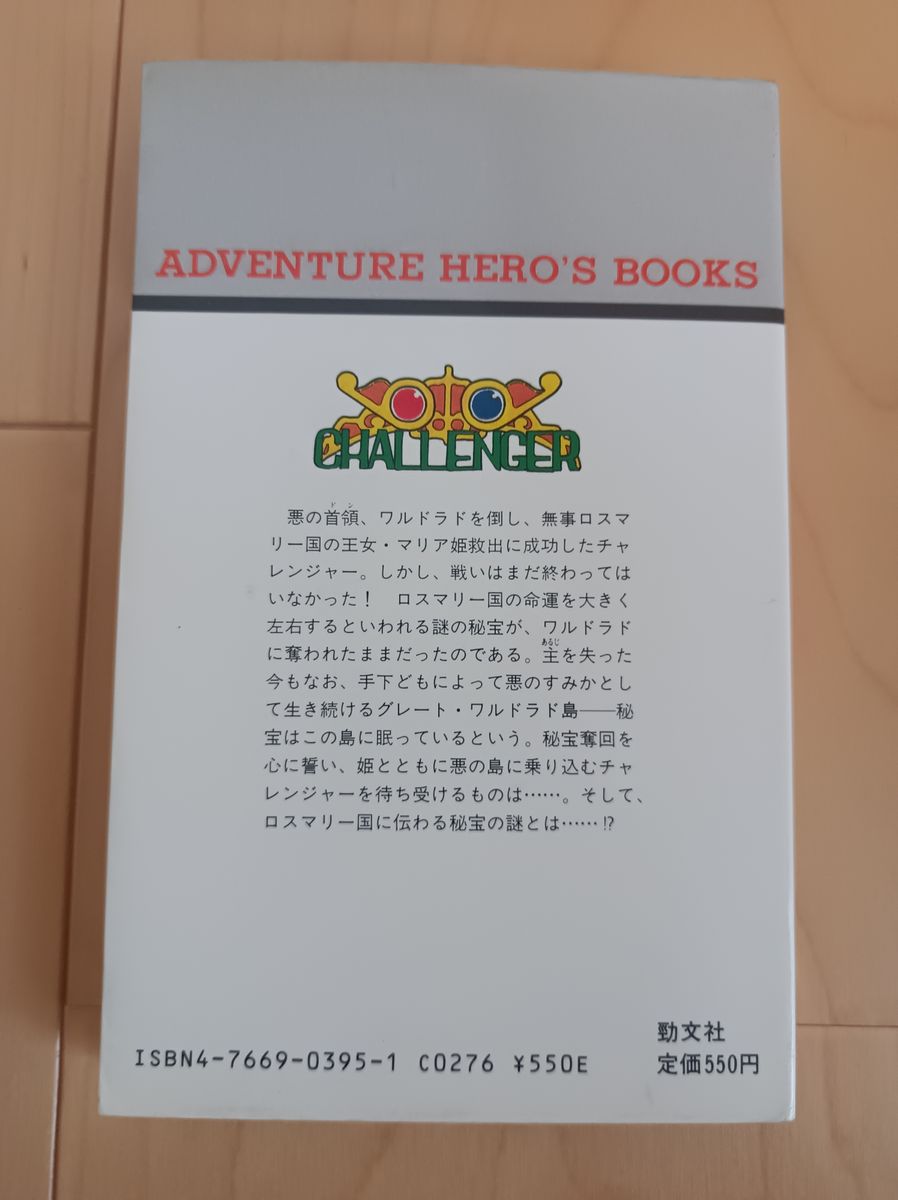 ADVENTURE HERO'S BOOKS
CHALLENGER
悪の首領、ワルドラドを倒し、無事ロスマ
リー国の王女・マリア姫救出に成功したチャ
レンジャー。しかし、戦いはまだ終わっては
いなかった！　ロスマリー国の命運を大きく
左右するといわれる謎の秘宝が、ワルドラド
に奪われたままだったのである。主を失った
今もなお、手下どもによって悪のすみかとし
て生き続けるグレート・ワルドラド島――秘
宝はこの島に眠っているという。秘宝奪回を
心に誓い、姫とともに悪の島に乗り込むチャ
レンジャーを待ち受けるものは……。そして、
ロスマリー国に伝わる秘宝の謎とは……!?
勁文社
ISBN4-7669-0395-1 C0276 ¥550E
定価550円